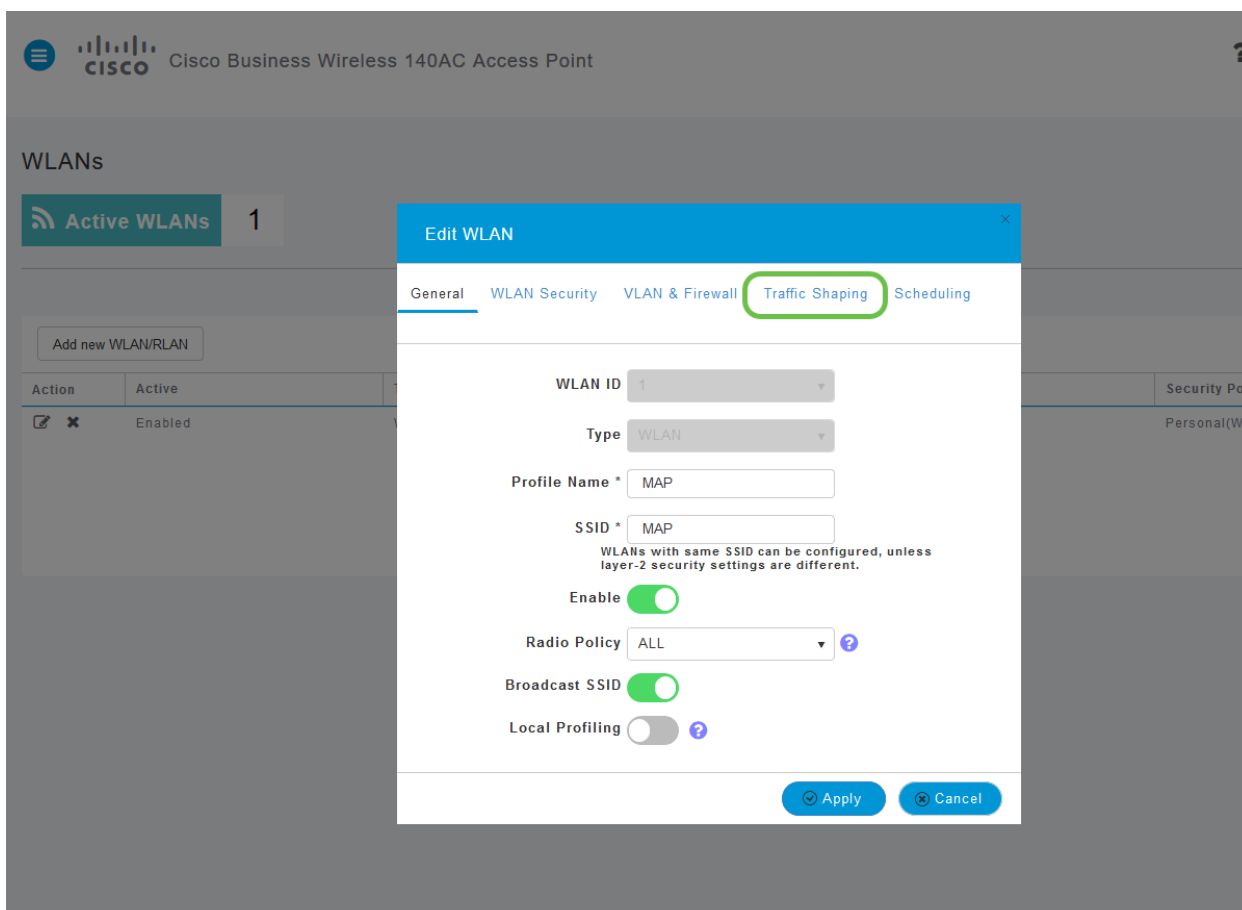 CISCO Cisco Business Wireless 140AC Access Point ?
WLANs
Active WLANs 1
Edit WLAN ×
General WLAN Security VLAN & Firewall Traffic Shaping Scheduling
Add new WLAN/RLAN
Action Active Security Po
Enabled Personal(W
WLAN ID 1
Type WLAN
Profile Name * MAP
SSID * MAP
WLANs with same SSID can be configured, unless
layer-2 security settings are different.
Enable
Radio Policy ALL ?
Broadcast SSID
Local Profiling ?
Apply Cancel